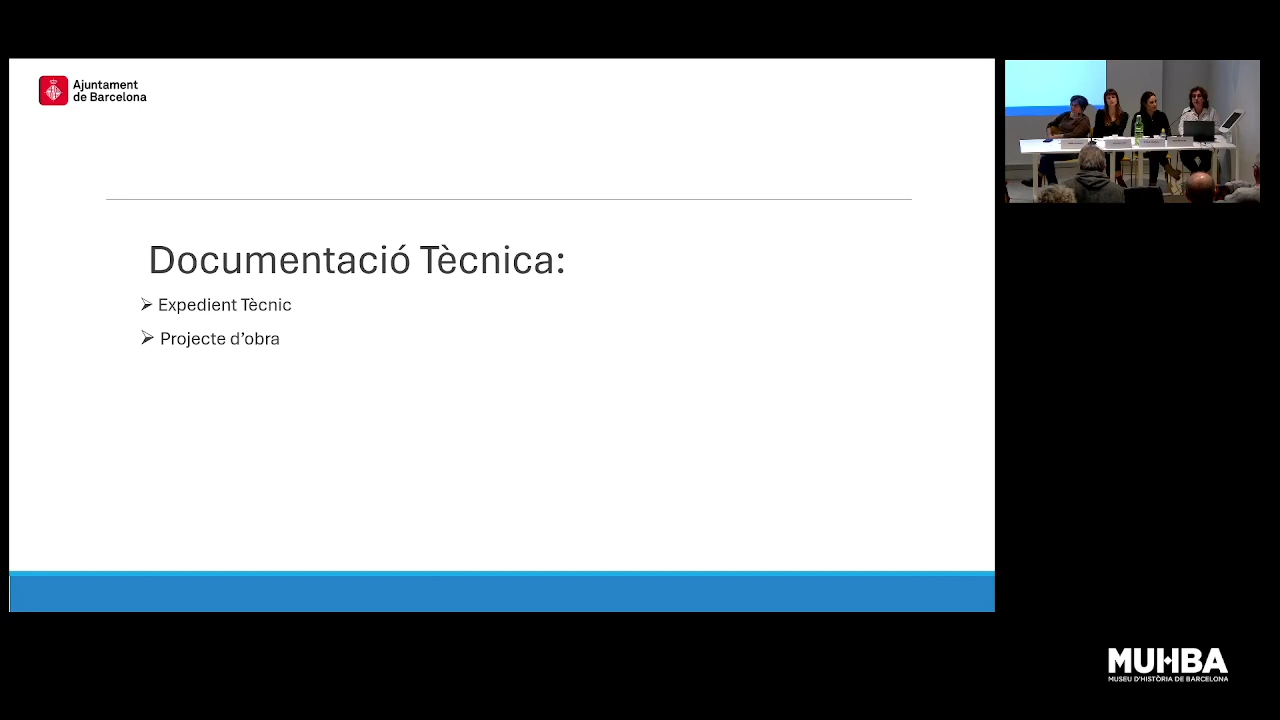 Ajuntament
de Barcelona
Documentació Tècnica:
Expedient Tècnic
Projecte d’obra
MUHBA
MUSEU D'HISTÒRIA DE BARCELONA